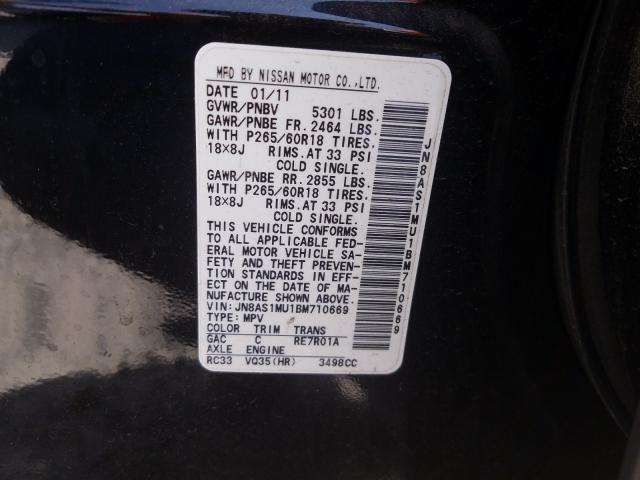 MFD BY NISSAN MOTOR CO.,LTD.
DATE 01/11
GVWR/PNBV 5301 LBS.
GAWR/PNBE FR. 2464 LBS.
WITH P265/60R18 TIRES.
18×8J RIMS.AT 33 PSI
COLD SINGLE.
GAWR/PNBE RR. 2855 LBS.
WITH P265/60R18 TIRES.
18×8J RIMS.AT 33 PSI
COLD SINGLE.
THIS VEHICLE CONFORMS
TO ALL APPLICABLE FED-
ERAL MOTOR VEHICLE SA-
FETY AND THEFT PREVEN-
TION STANDARDS IN EFF-
ECT ON THE DATE OF MA-
NUFACTURE SHOWN ABOVE.
VIN: JN8AS1MU1BM710669
TYPE: MPV
COLOR TRIM TRANS
GAC C RE7R01A
AXLE ENGINE
RC33 VQ35(HR) 3498CC
JN8AS1MU1BM710669